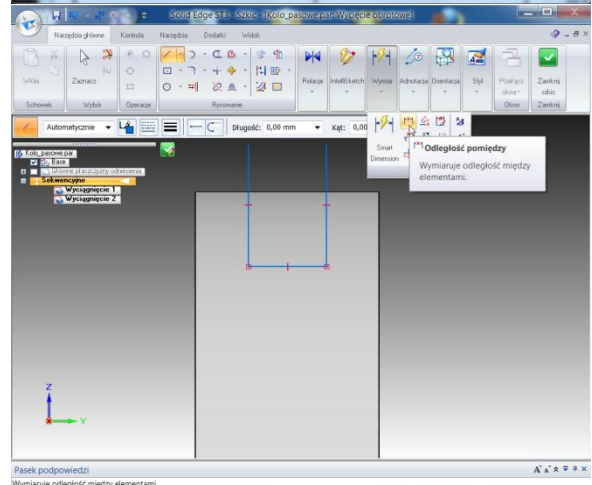 Solid Edge ST3 - Szkic - [Kolo_pasowe.par Wycięcie obrotowe]
Narzędzia główne Kontrola Narzędzia Dodatki Widok
Wklej Zaznacz Relacje IntelliSketch Wymiar Adnotacja Orientacja Styl Przełącz okna Zamknij szkic
Schowek Wybór Operacje Rysowanie Okno Zamknij
Automatycznie Długość: 0,00 mm Kąt: 0,00
Smart Dimension
Odległość pomiędzy
Wymiaruje odległość między elementami.
Kolo_pasowe.par
Base
Główne płaszczyzny odniesienia
Sekwencyjne
Wyciągnięcie 1
Wyciągnięcie 2
Z
Y
Pasek podpowiedzi
Wymiaruje odległość między elementami.